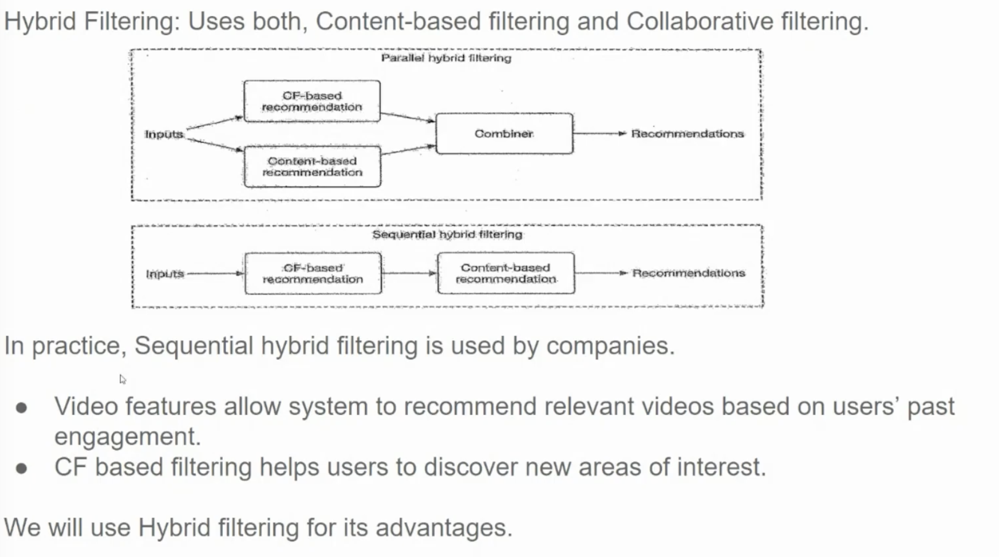 Hybrid Filtering: Uses both, Content-based filtering and Collaborative filtering.
Parallel hybrid filtering
CF-based
recommendation
Inputs
Content-based
recommendation
Combiner
Recommendations
Sequential hybrid filtering
Inputs
CF-based
recommendation
Content-based
recommendation
Recommendations
In practice, Sequential hybrid filtering is used by companies.
● Video features allow system to recommend relevant videos based on users’ past
engagement.
● CF based filtering helps users to discover new areas of interest.
We will use Hybrid filtering for its advantages.